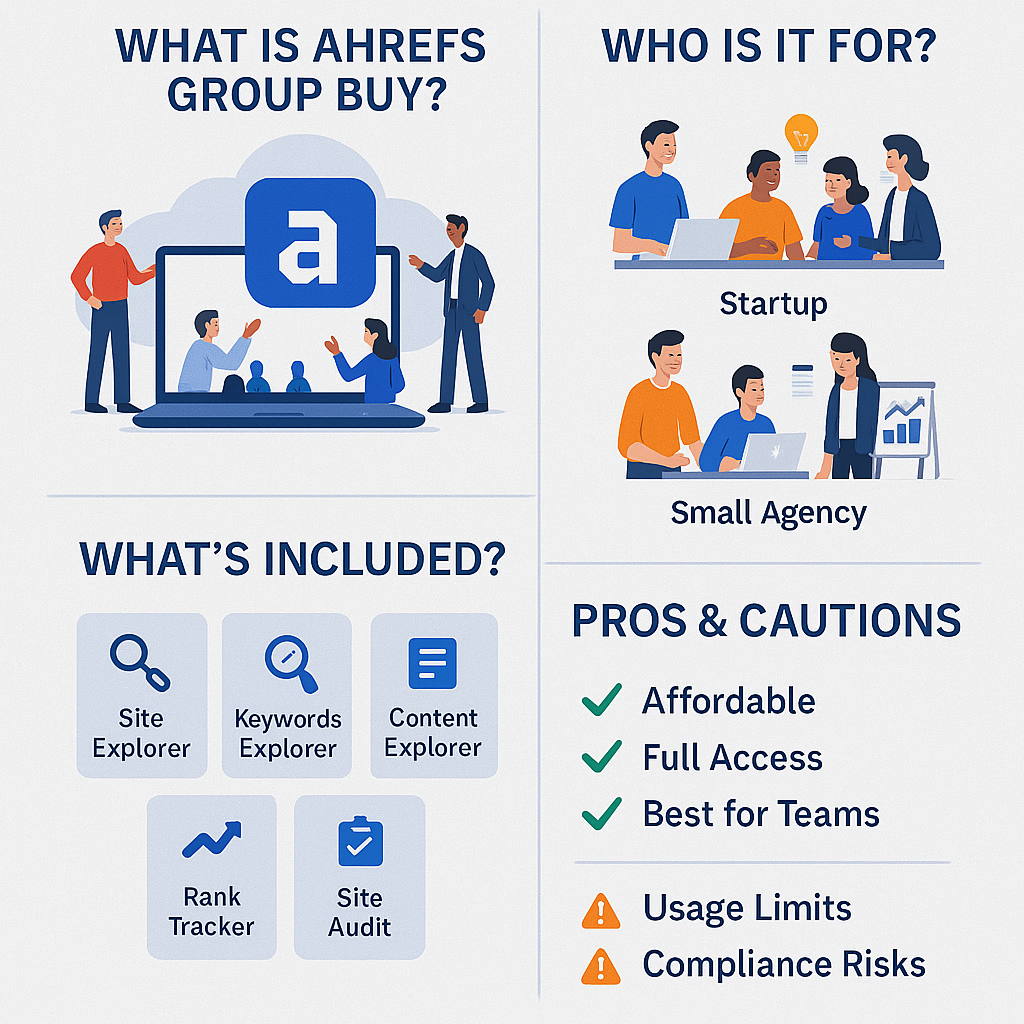 WHAT IS AHREFS
GROUP BUY?
a
WHO IS IT FOR?
Startup
Small Agency
WHAT'S INCLUDED?
Site
Explorer
Keywords
Explorer
Content
Explorer
Rank
Tracker
Site
Audit
PROS & CAUTIONS
Affordable
Full Access
Best for Teams
Usage Limits
Compliance Risks